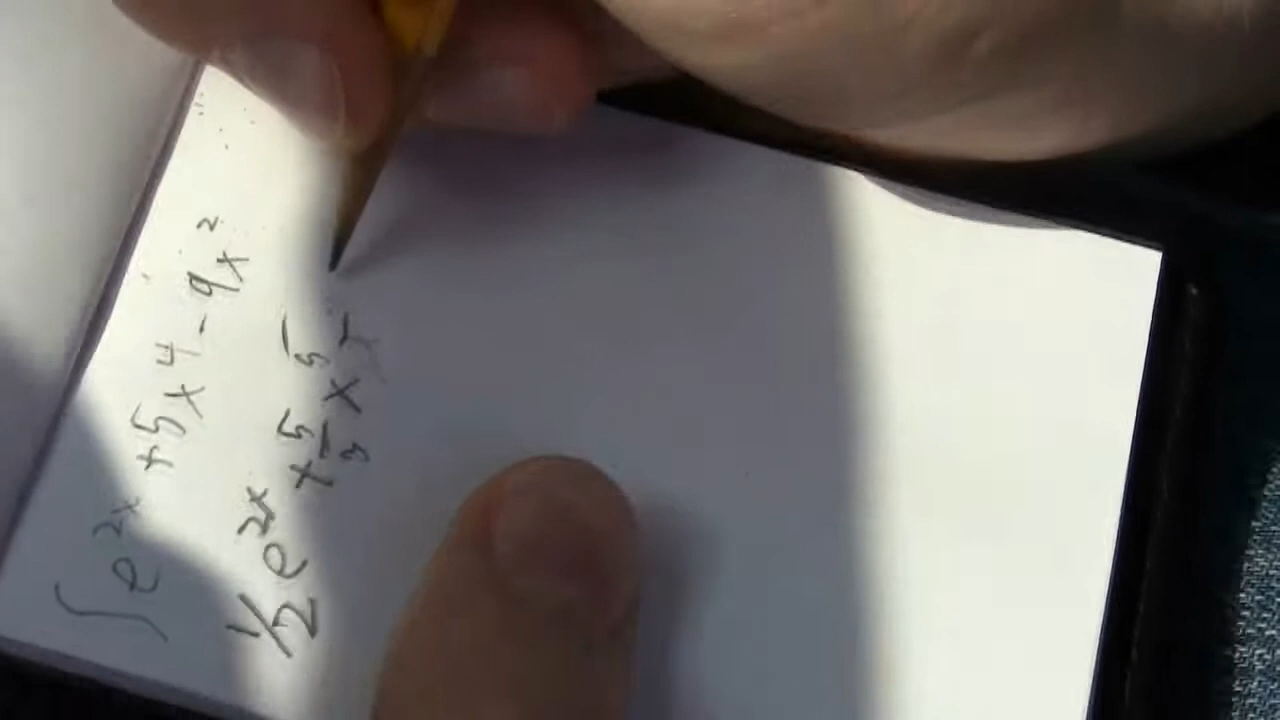 ∫ e^2x + 5x^4 - 9x^2
1/2 e^2x + 5/5 x^5 -